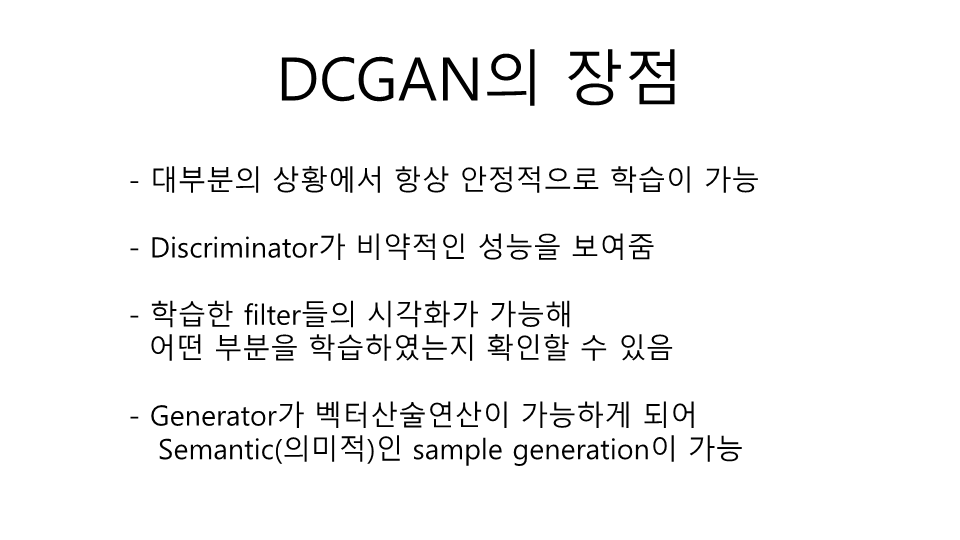 DCGAN의 장점
- 대부분의 상황에서 항상 안정적으로 학습이 가능
- Discriminator가 비약적인 성능을 보여줌
- 학습한 filter들의 시각화가 가능해
어떤 부분을 학습하였는지 확인할 수 있음
- Generator가 벡터산술연산이 가능하게 되어
Semantic(의미적)인 sample generation이 가능